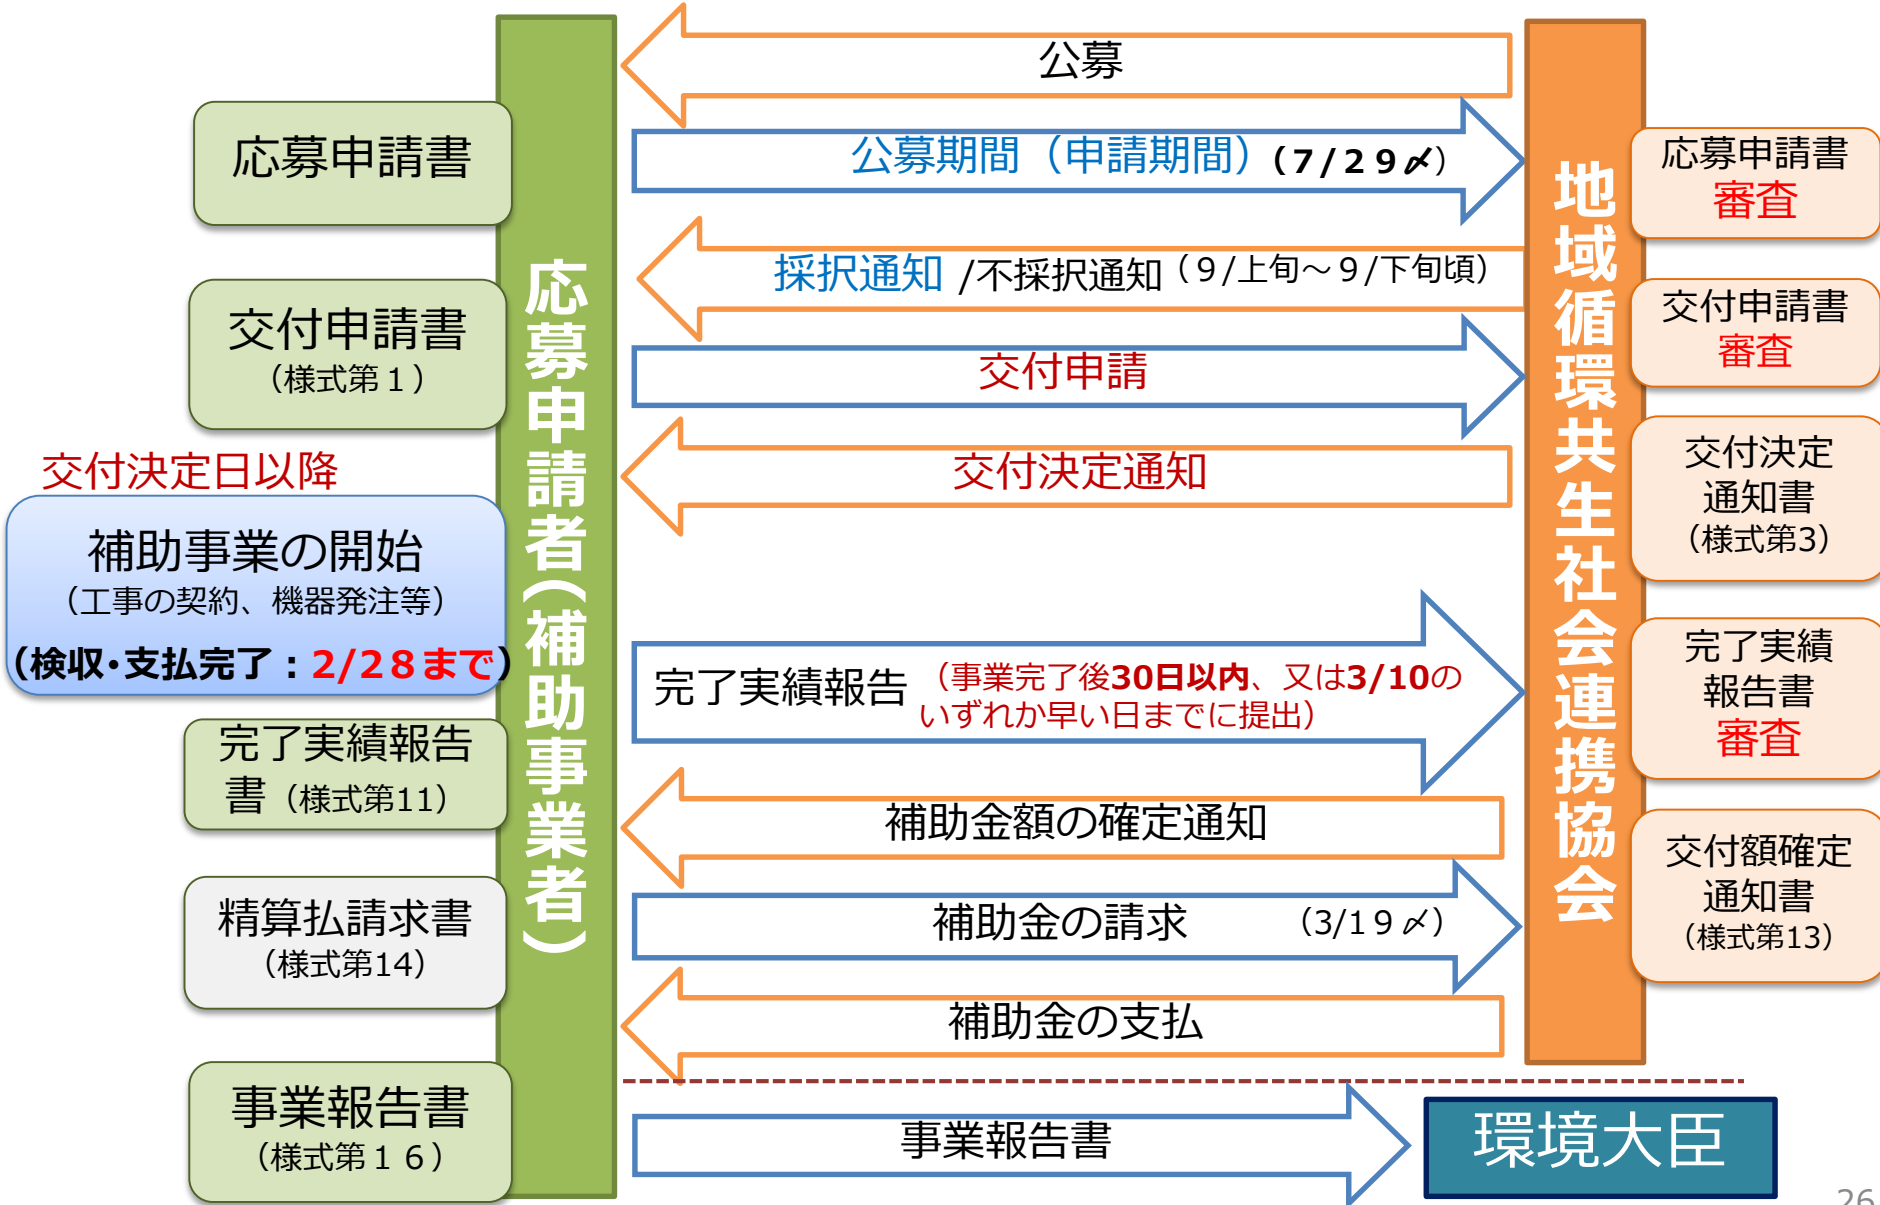 公募
応募申請書
公募期間（申請期間）（７/２９〆）
応募申請書
審査
採択通知 /不採択通知（９/上旬～９/下旬頃）
交付申請書
（様式第１）
交付申請
交付申請書
審査
交付決定通知
交付決定
通知書
（様式第3）
交付決定日以降
補助事業の開始
（工事の契約、機器発注等）
（検収･支払完了：2/2８まで）
完了実績報告
（事業完了後30日以内、又は3/10の
いずれか早い日までに提出）
完了実績
報告書
審査
完了実績報告
書（様式第11）
補助金額の確定通知
交付額確定
通知書
（様式第13）
精算払請求書
（様式第14）
補助金の請求 （3/1９〆）
補助金の支払
事業報告書
（様式第１６）
事業報告書
環境大臣
応募申請者（補助事業者）
地域循環共生社会連携協会
26